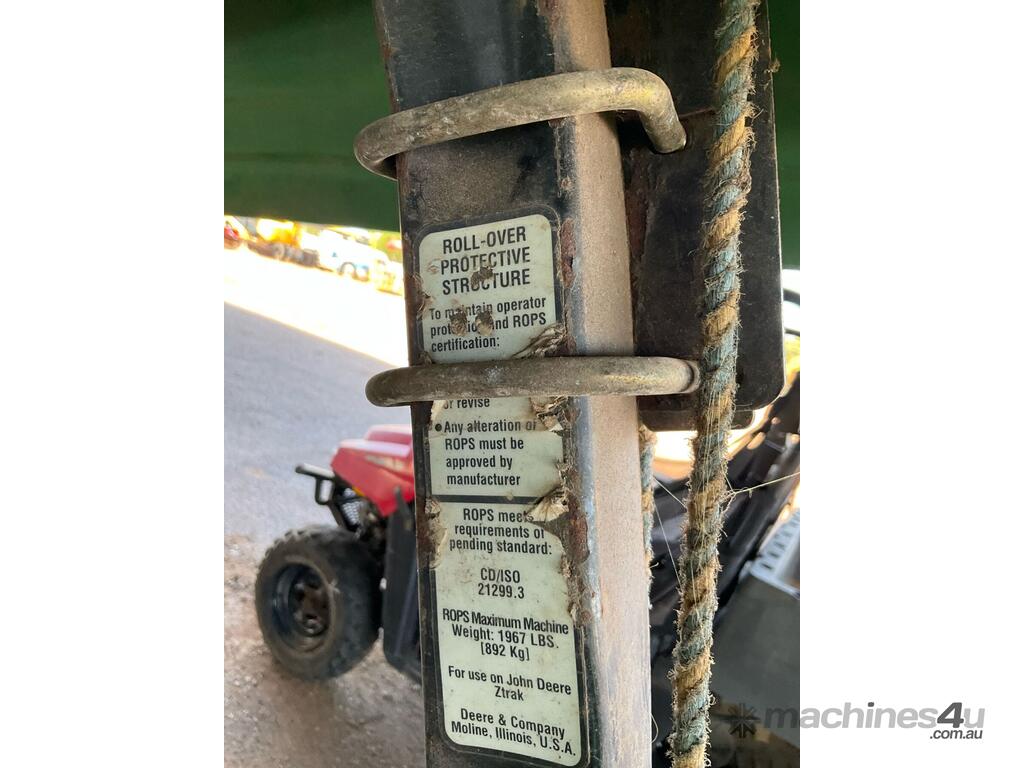 ROLL-OVER
PROTECTIVE
STRUCTURE
To maintain operator
protection and ROPS
certification:
or revise
●Any alteration of
ROPS must be
approved by
manufacturer
ROPS meets
requirements of
pending standard:
CD/ISO
21299.3
ROPS Maximum Machine
Weight: 1967 LBS.
[892 Kg]
For use on John Deere
Ztrak
Deere & Company
Moline, Illinois, U.S.A.
machines4u
.com.au